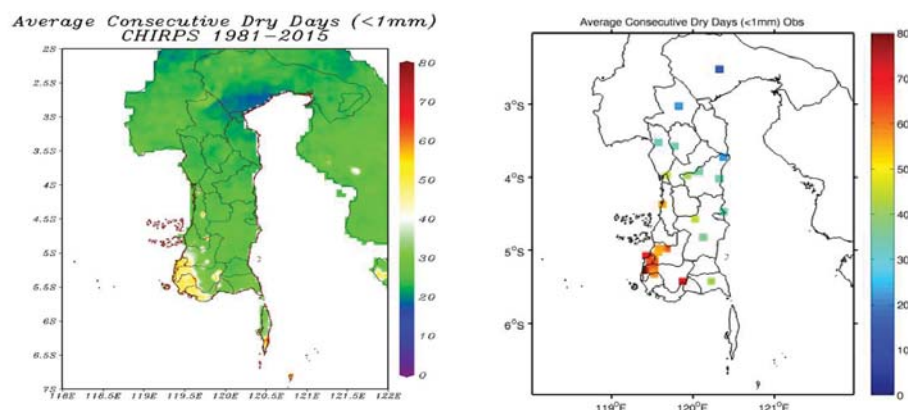 Average Consecutive Dry Days (<1mm)
CHIRPS 1981-2015
2S
2.5S
3S
3.5S
4S
4.5S
5S
5.5S
6S
6.5S
7S
118E
118.5E
119E
119.5E
120E
120.5E
121E
121.5E
122E
80
70
60
50
40
30
20
10
0
Average Consecutive Dry Days (<1mm) Obs
3°S
4°S
5°S
6°S
119°E
120°E
121°E
80
70
60
50
40
30
20
10
0